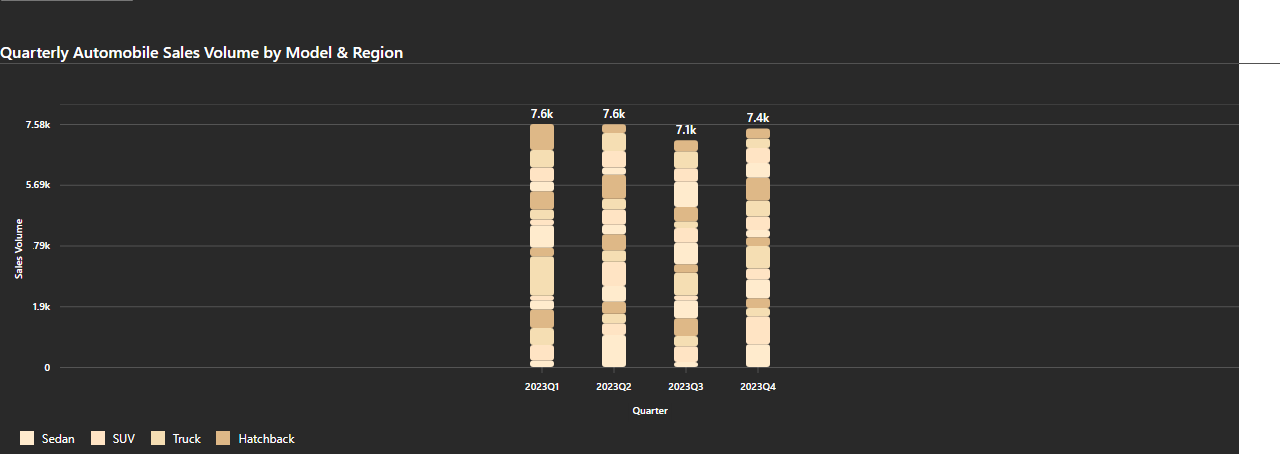 Quarterly Automobile Sales Volume by Model & Region
7.6k 7.6k 7.1k 7.4k
7.58k
5.69k
.79k
1.9k
0
Sales Volume
2023Q1 2023Q2 2023Q3 2023Q4
Quarter
Sedan SUV Truck Hatchback